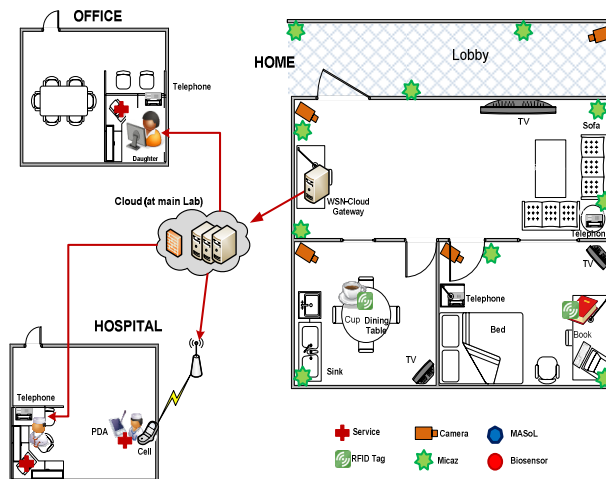 OFFICE
Telephone
Daughter
HOME
Lobby
TV
Sofa
WSN-Cloud
Gateway
Telephon
Cloud (at main Lab)
TV
Telephone
Cup
Dining
Table
Bed
Book
Sink
TV
HOSPITAL
Telephone
PDA
Cell
Service
Camera
MASoL
RFID Tag
Micaz
Biosensor